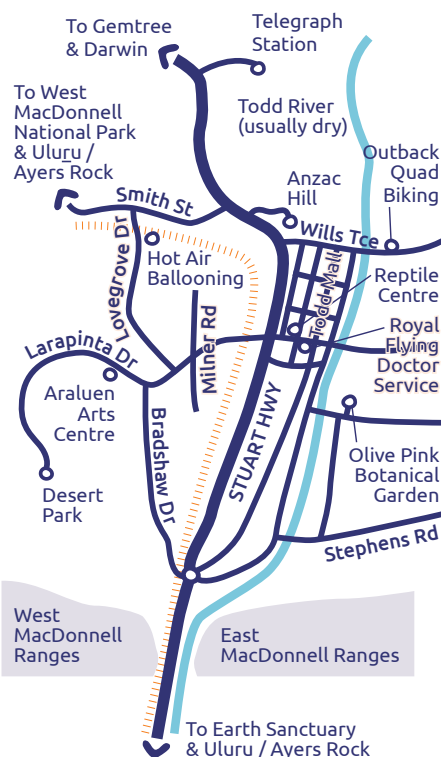 To Gemtree
& Darwin
Telegraph
Station
To West
MacDonnell
National Park
& Uluru /
Ayers Rock
Todd River
(usually dry)
Outback
Quad
Biking
Anzac
Hill
Smith St
Wills Tce
Lovegrove Dr
Hot Air
Ballooning
Todd Mall
Reptile
Centre
Milner Rd
Royal
Flying
Doctor
Service
Larapinta Dr
Araluen
Arts
Centre
Bradshaw Dr
STUART HWY
Olive Pink
Botanical
Garden
Desert
Park
Stephens Rd
West
MacDonnell
Ranges
East
MacDonnell Ranges
To Earth Sanctuary
& Uluru / Ayers Rock